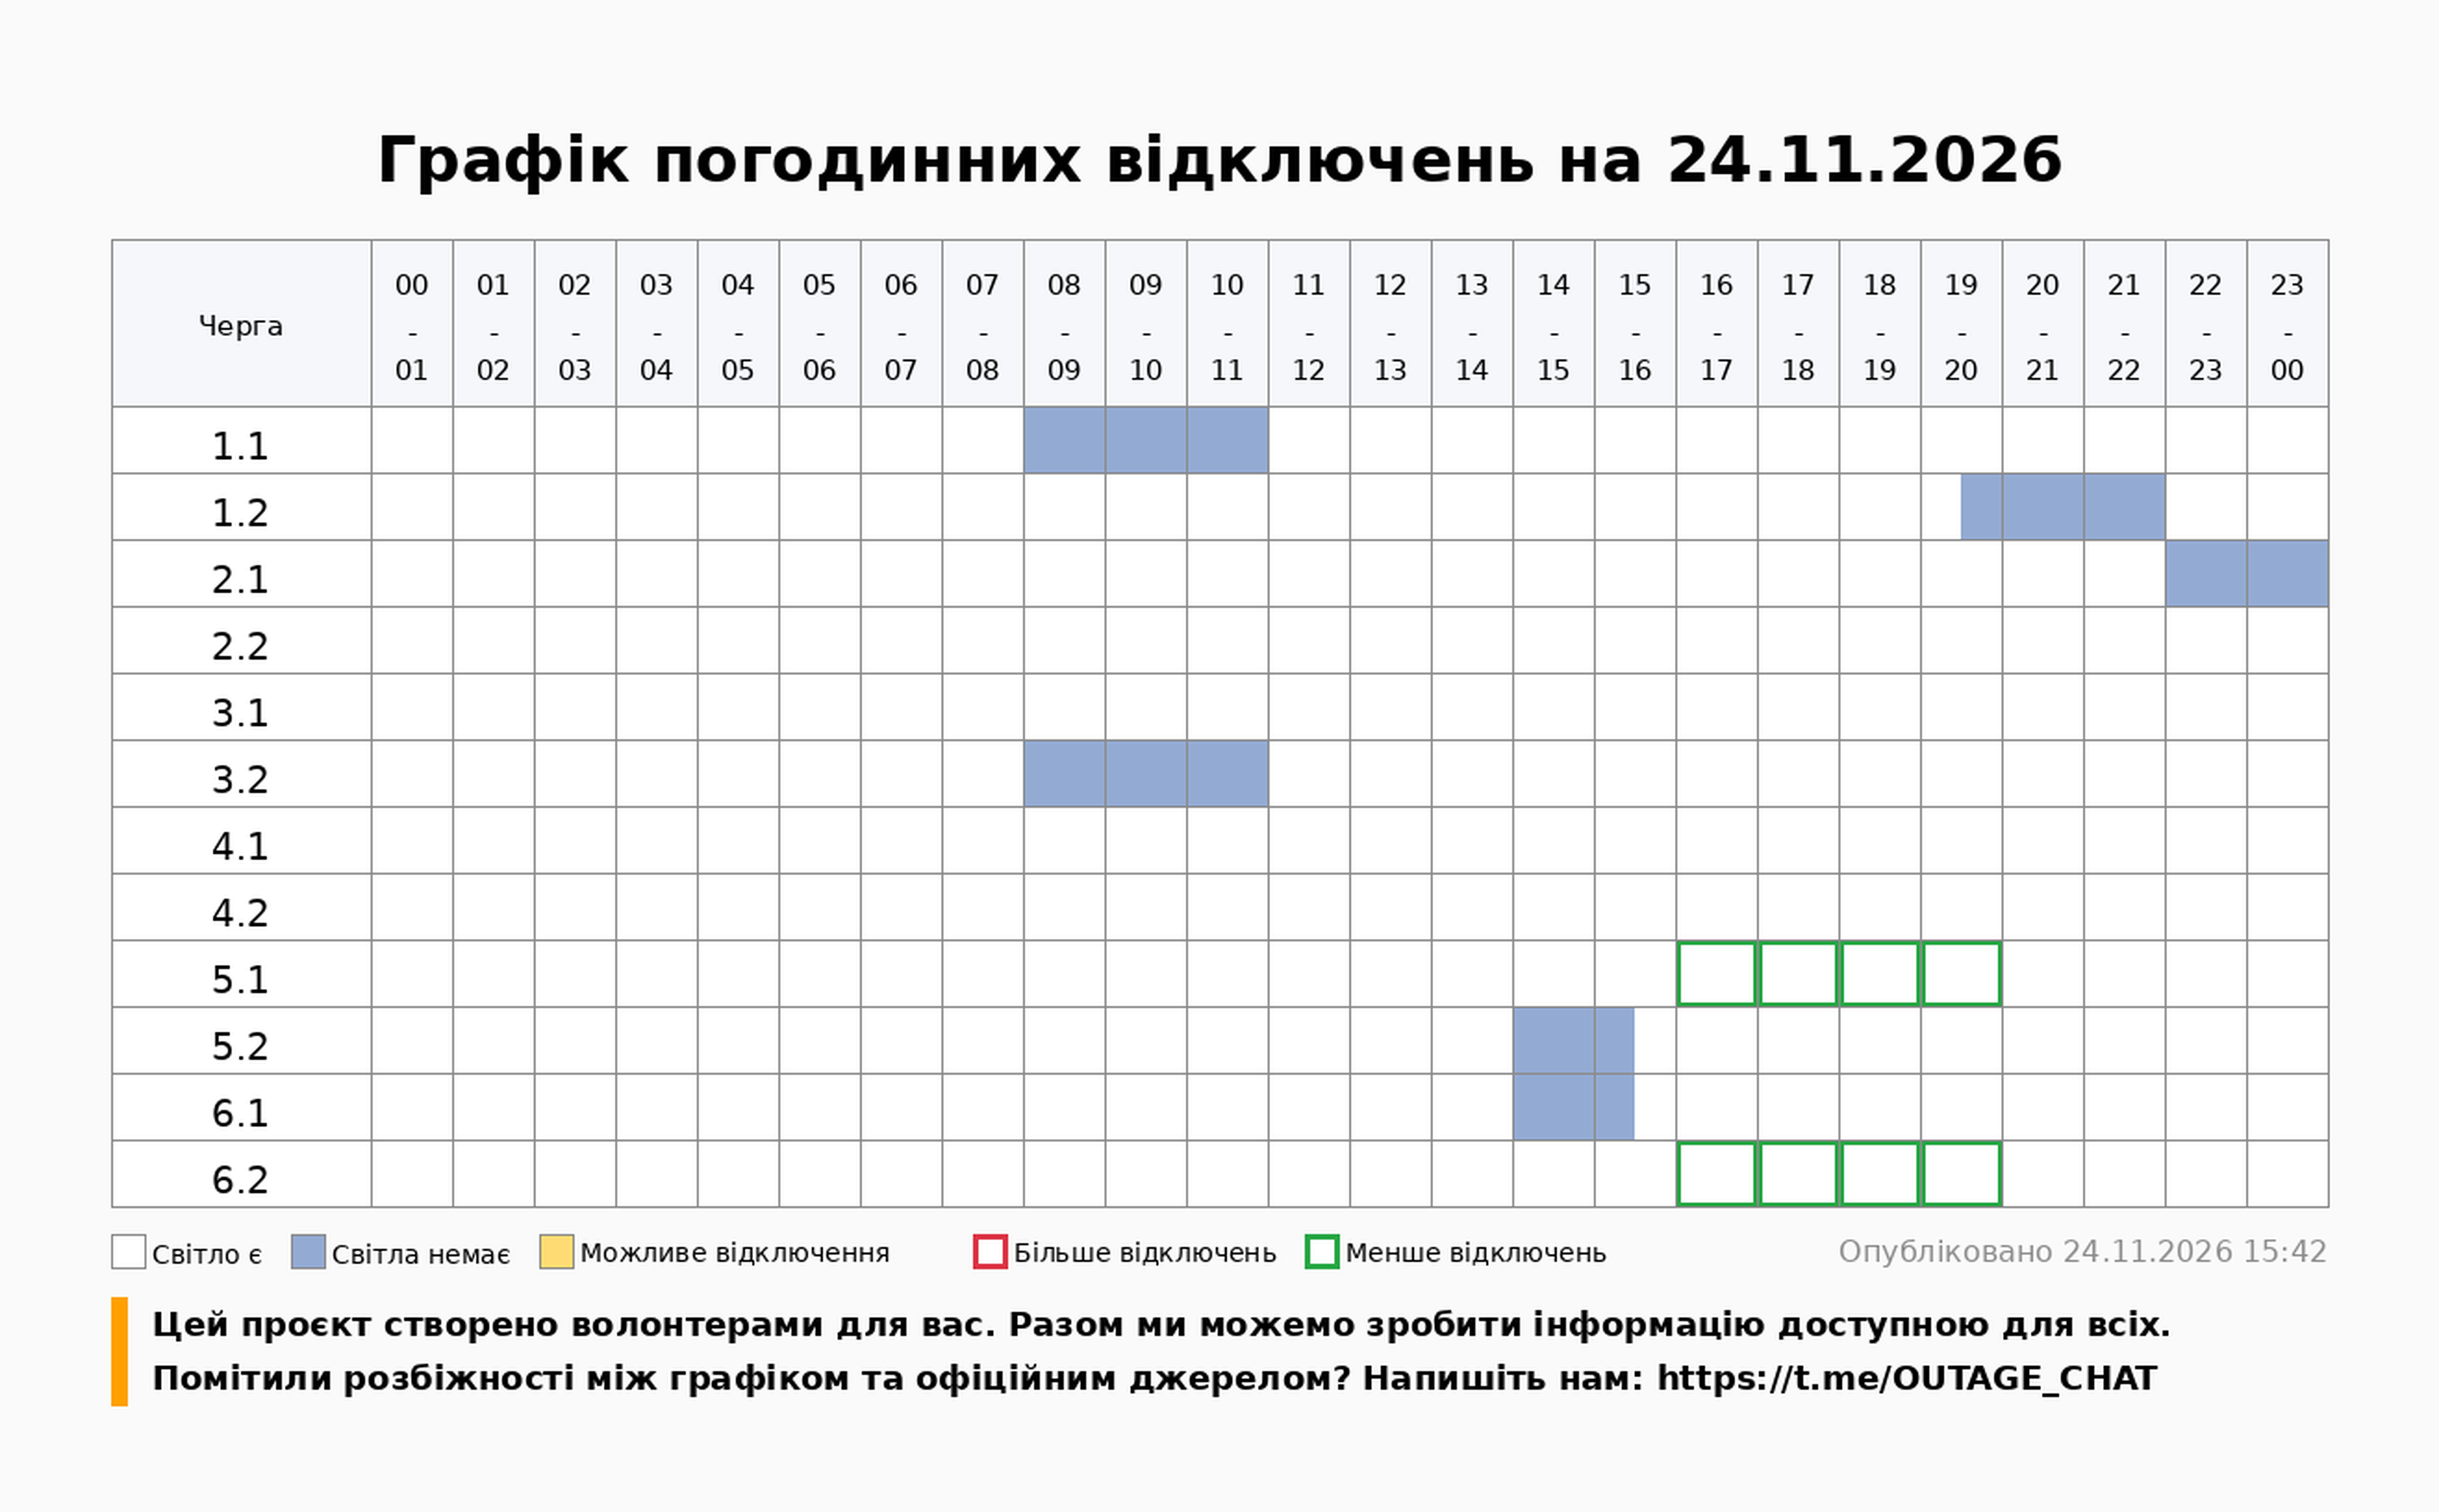 Графік погодинних відключень на 24.11.2026
Черга
00 - 01
01 - 02
02 - 03
03 - 04
04 - 05
05 - 06
06 - 07
07 - 08
08 - 09
09 - 10
10 - 11
11 - 12
12 - 13
13 - 14
14 - 15
15 - 16
16 - 17
17 - 18
18 - 19
19 - 20
20 - 21
21 - 22
22 - 23
23 - 00
1.1
1.2
2.1
2.2
3.1
3.2
4.1
4.2
5.1
5.2
6.1
6.2
Світло є
Світла немає
Можливе відключення
Більше відключень
Менше відключень
Опубліковано 24.11.2026 15:42
Цей проєкт створено волонтерами для вас. Разом ми можемо зробити інформацію доступною для всіх.
Помітили розбіжності між графіком та офіційним джерелом? Напишіть нам: https://t.me/OUTAGE_CHAT